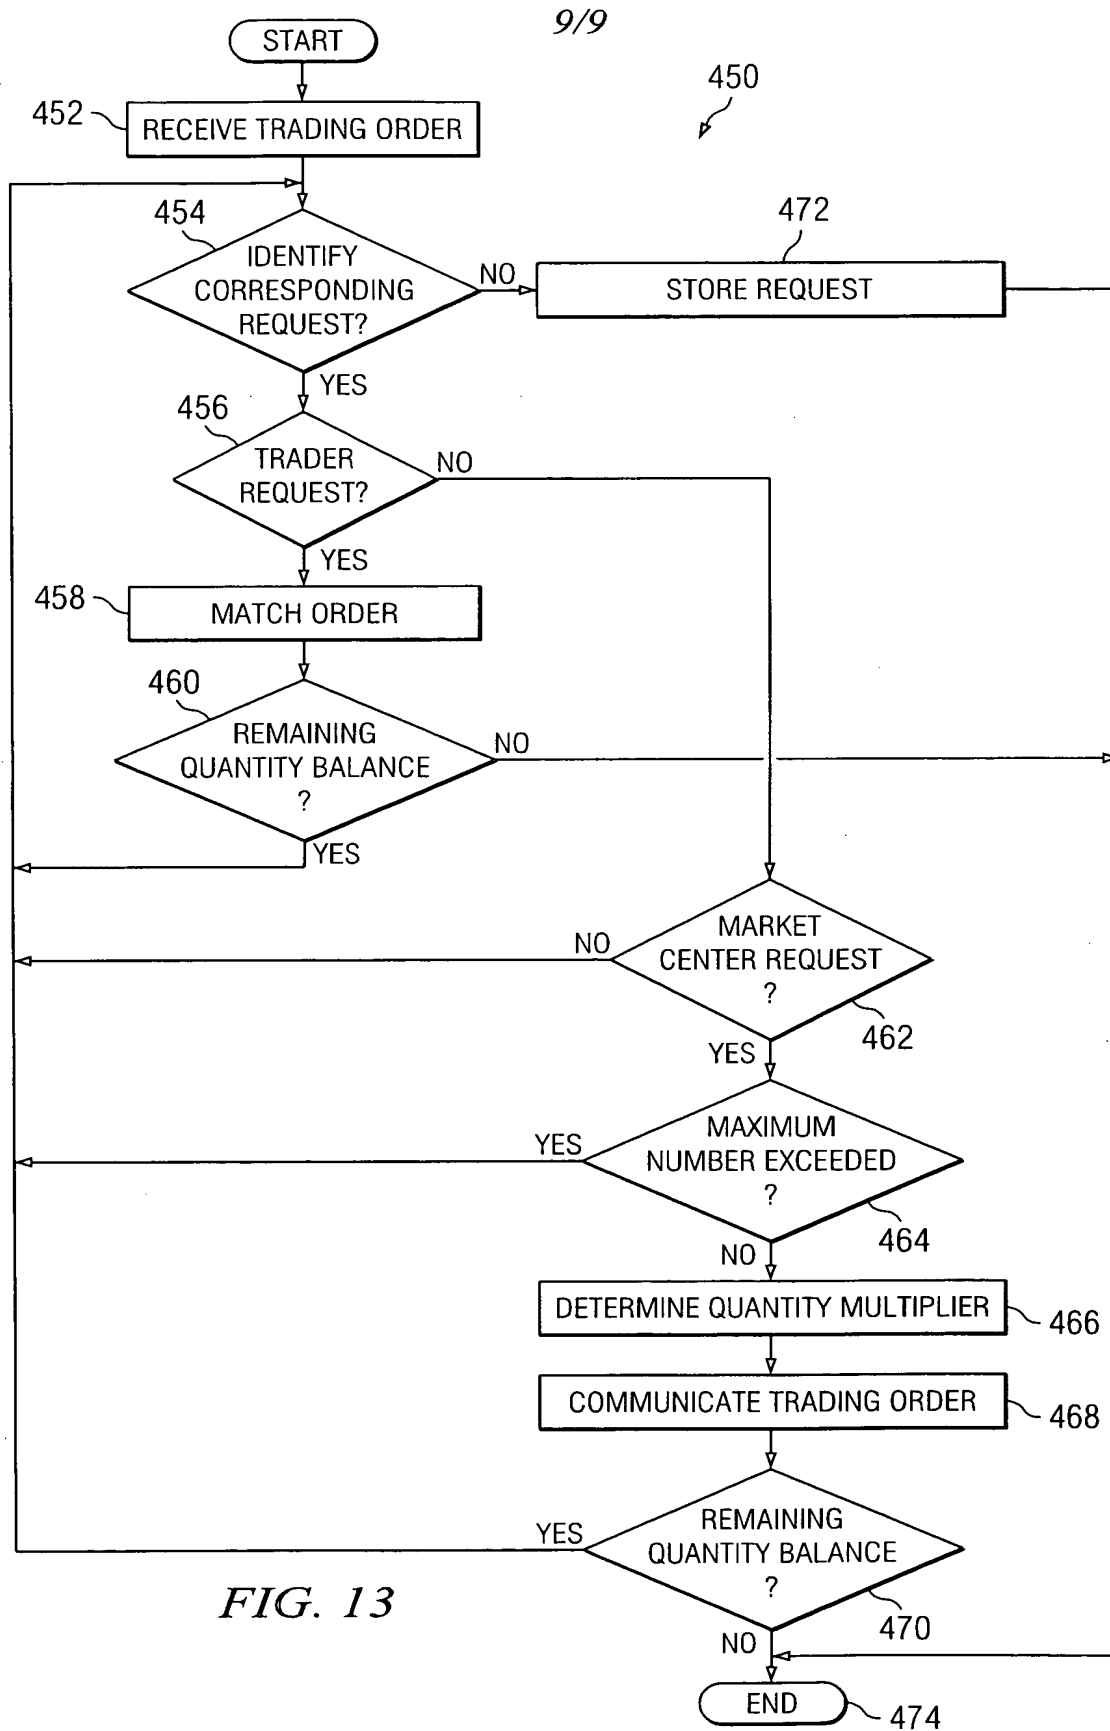 9/9
START
450
452
RECEIVE TRADING ORDER
454
IDENTIFY
CORRESPONDING
REQUEST?
NO
472
STORE REQUEST
YES
456
TRADER
REQUEST?
NO
YES
458
MATCH ORDER
460
REMAINING
QUANTITY BALANCE
?
NO
YES
MARKET
CENTER REQUEST
?
NO
462
YES
MAXIMUM
NUMBER EXCEEDED
?
YES
464
NO
DETERMINE QUANTITY MULTIPLIER
466
COMMUNICATE TRADING ORDER
468
REMAINING
QUANTITY BALANCE
?
YES
470
NO
FIG. 13
END
474